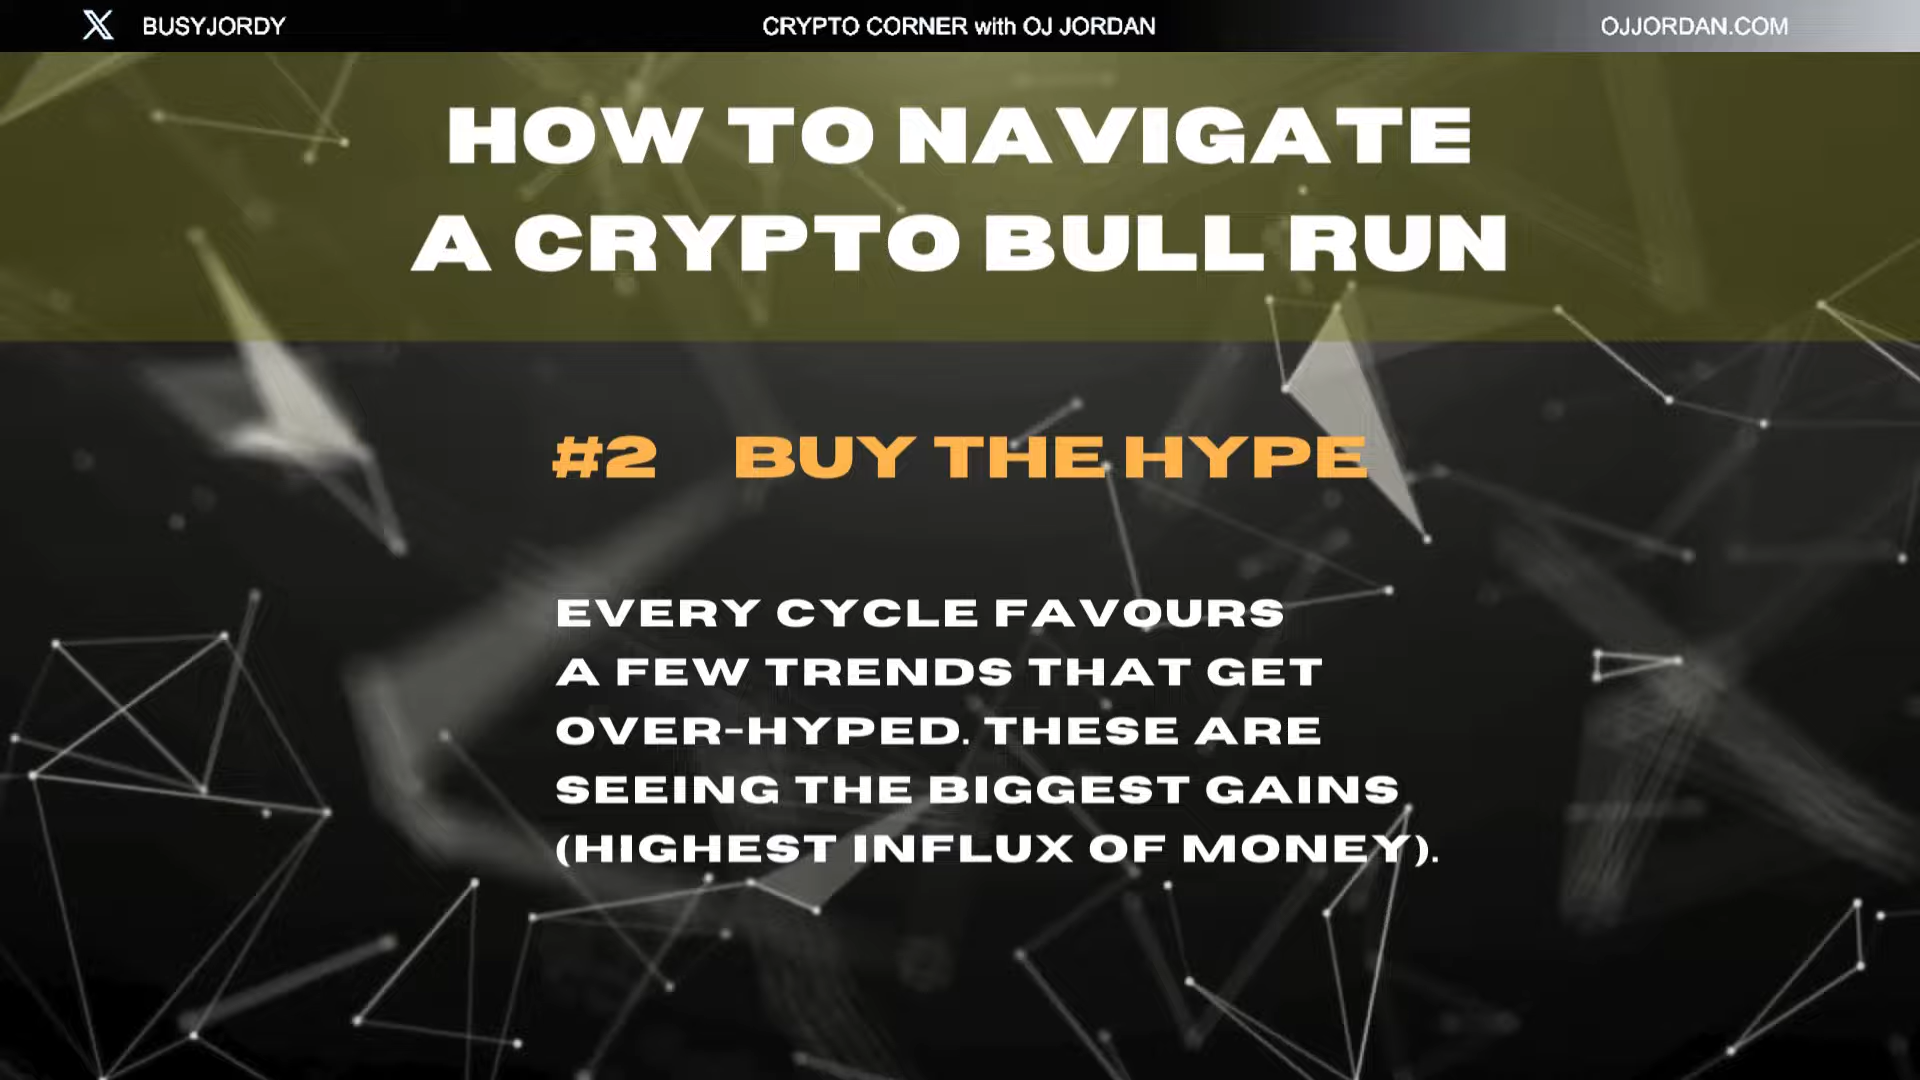 BUSYJORDY
CRYPTO CORNER with OJ JORDAN
OJJORDAN.COM
HOW TO NAVIGATE
A CRYPTO BULL RUN
#2 BUY THE HYPE
EVERY CYCLE FAVOURS
A FEW TRENDS THAT GET
OVER-HYPED. THESE ARE
SEEING THE BIGGEST GAINS
(HIGHEST INFLUX OF MONEY).